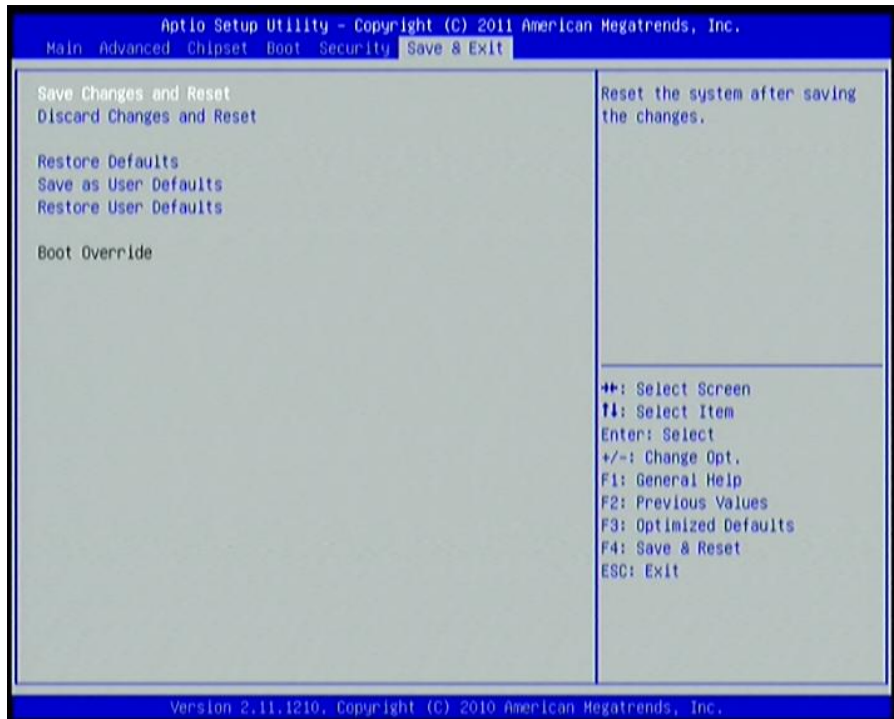 Aptio Setup Utility - Copyright (C) 2011 American Megatrends, Inc.
Main Advanced Chipset Boot Security Save & Exit
Save Changes and Reset
Discard Changes and Reset
Restore Defaults
Save as User Defaults
Restore User Defaults
Boot Override
Reset the system after saving
the changes.
→←: Select Screen
↑↓: Select Item
Enter: Select
+/-: Change Opt.
F1: General Help
F2: Previous Values
F3: Optimized Defaults
F4: Save & Reset
ESC: Exit
Version 2.11.1210. Copyright (C) 2010 American Megatrends, Inc.